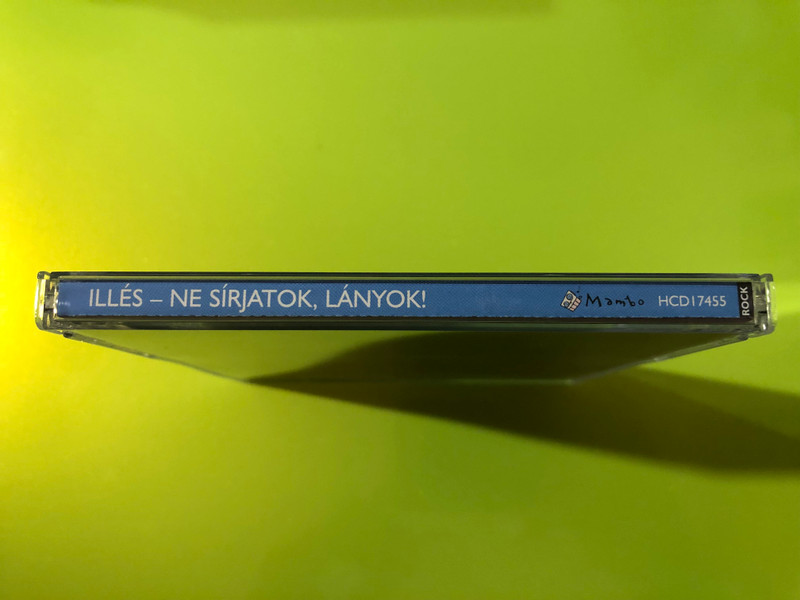 ILLÉS – NE SÍRJATOK, LÁNYOK! Mambo HCD17455 ROCK